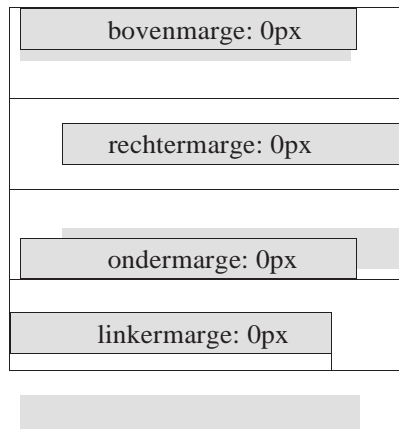 bovenmarge: 0px
rechtermarge: 0px
ondermarge: 0px
linkermarge: 0px